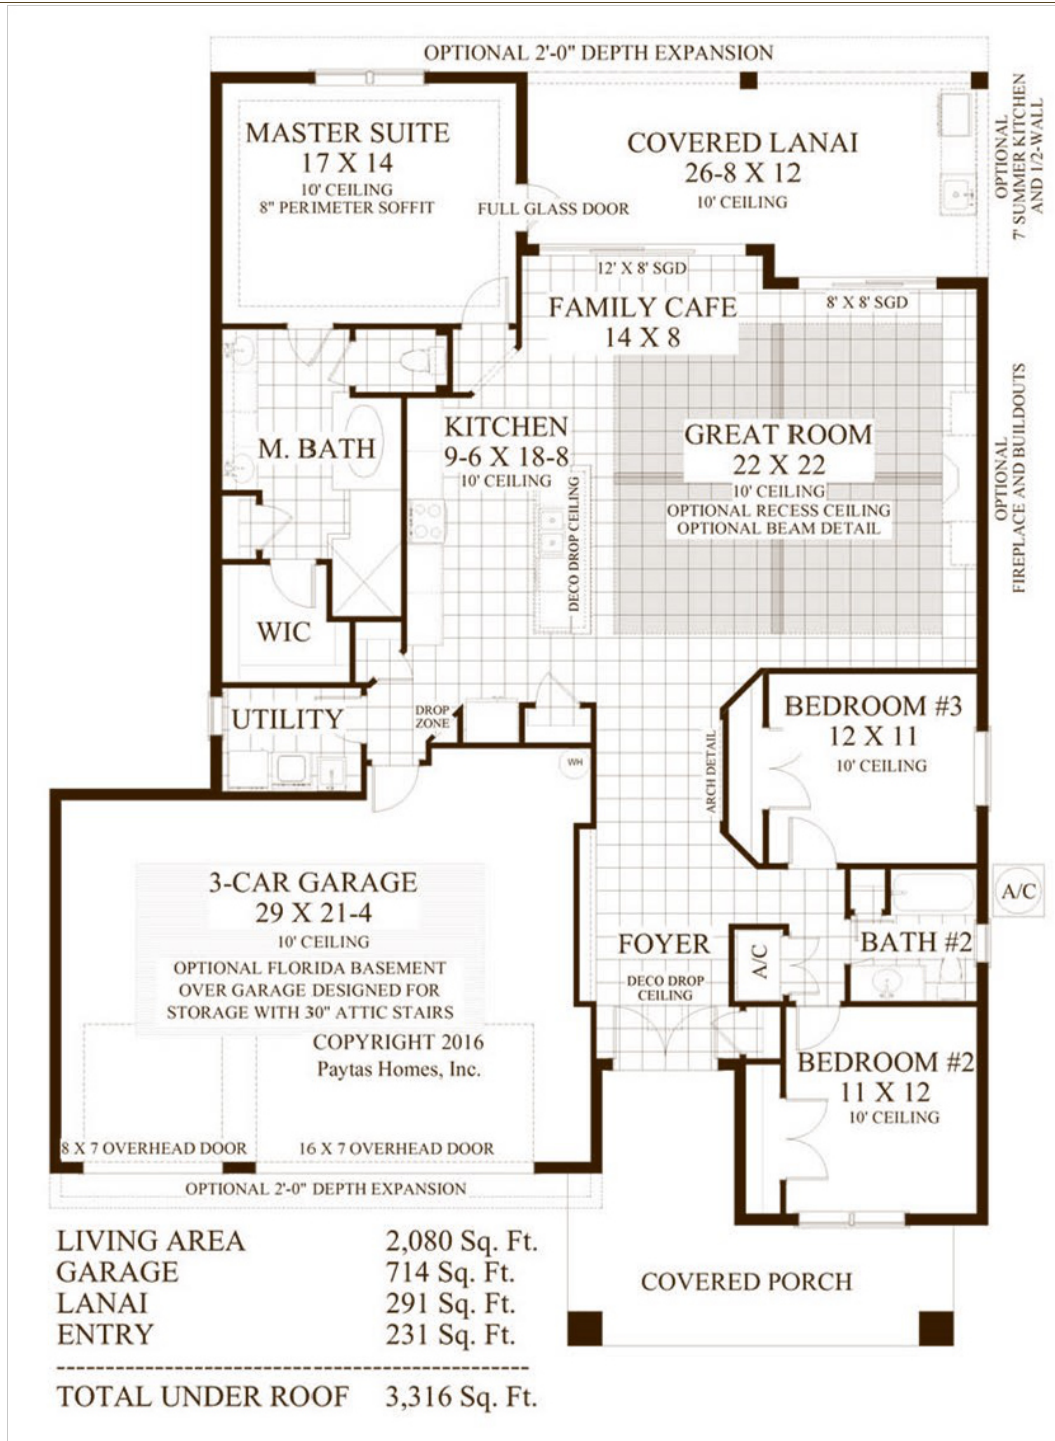 OPTIONAL 2'-0" DEPTH EXPANSION
MASTER SUITE
17 X 14
10' CEILING
8" PERIMETER SOFFIT
COVERED LANAI
26-8 X 12
10' CEILING
OPTIONAL
7' SUMMER KITCHEN
AND 1/2-WALL
FULL GLASS DOOR
12' X 8' SGD
8' X 8' SGD
FAMILY CAFE
14 X 8
M. BATH
KITCHEN
9-6 X 18-8
10' CEILING
DECO DROP CEILING
GREAT ROOM
22 X 22
10' CEILING
OPTIONAL RECESS CEILING
OPTIONAL BEAM DETAIL
OPTIONAL
FIREPLACE AND BUILDOUTS
WIC
UTILITY
DROP
ZONE
WH
ARCH DETAIL
BEDROOM #3
12 X 11
10' CEILING
3-CAR GARAGE
29 X 21-4
10' CEILING
OPTIONAL FLORIDA BASEMENT
OVER GARAGE DESIGNED FOR
STORAGE WITH 30" ATTIC STAIRS
COPYRIGHT 2016
Paytas Homes, Inc.
FOYER
DECO DROP
CEILING
A/C
BATH #2
A/C
BEDROOM #2
11 X 12
10' CEILING
8 X 7 OVERHEAD DOOR
16 X 7 OVERHEAD DOOR
OPTIONAL 2'-0" DEPTH EXPANSION
COVERED PORCH
LIVING AREA 2,080 Sq. Ft.
GARAGE 714 Sq. Ft.
LANAI 291 Sq. Ft.
ENTRY 231 Sq. Ft.
------------------------------------------------
TOTAL UNDER ROOF 3,316 Sq. Ft.